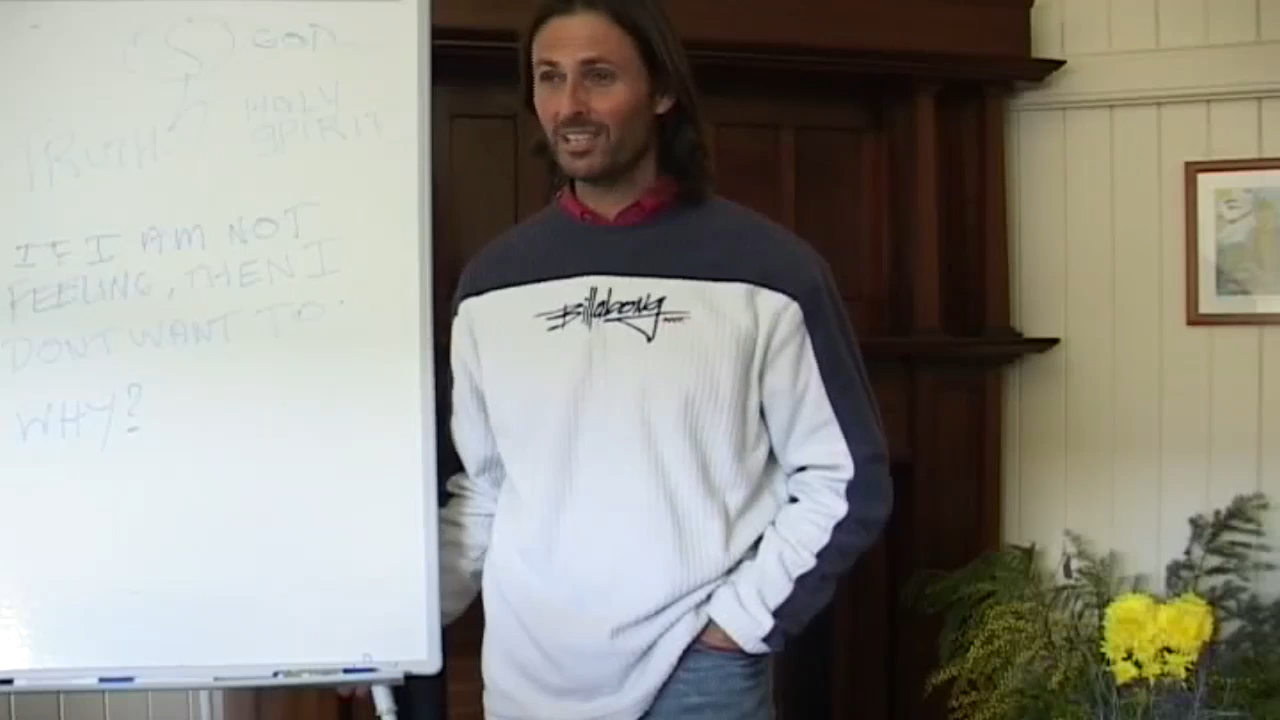 GOD
HOLY
SPIRIT
TRUTH
IF I AM NOT
FEELING, THEN I
DONT WANT TO
WHY?
Billabong